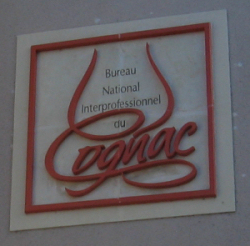 Bureau
National
Interprofessionnel
du
Cognac